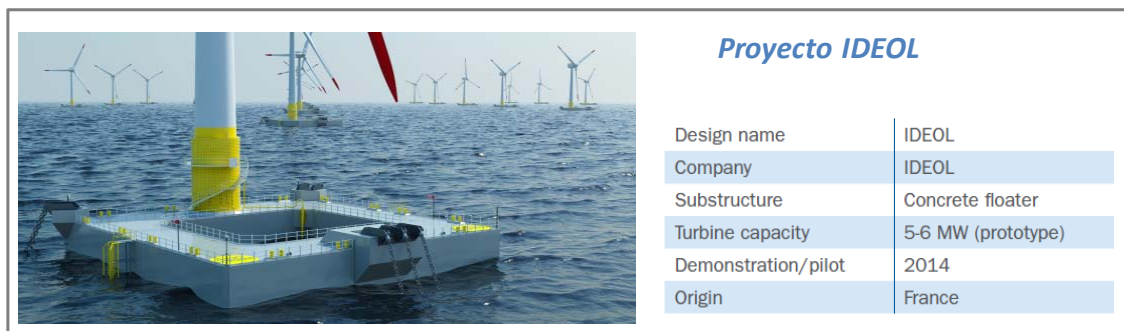 Proyecto IDEOL
Design name IDEOL
Company IDEOL
Substructure Concrete floater
Turbine capacity 5-6 MW (prototype)
Demonstration/pilot 2014
Origin France